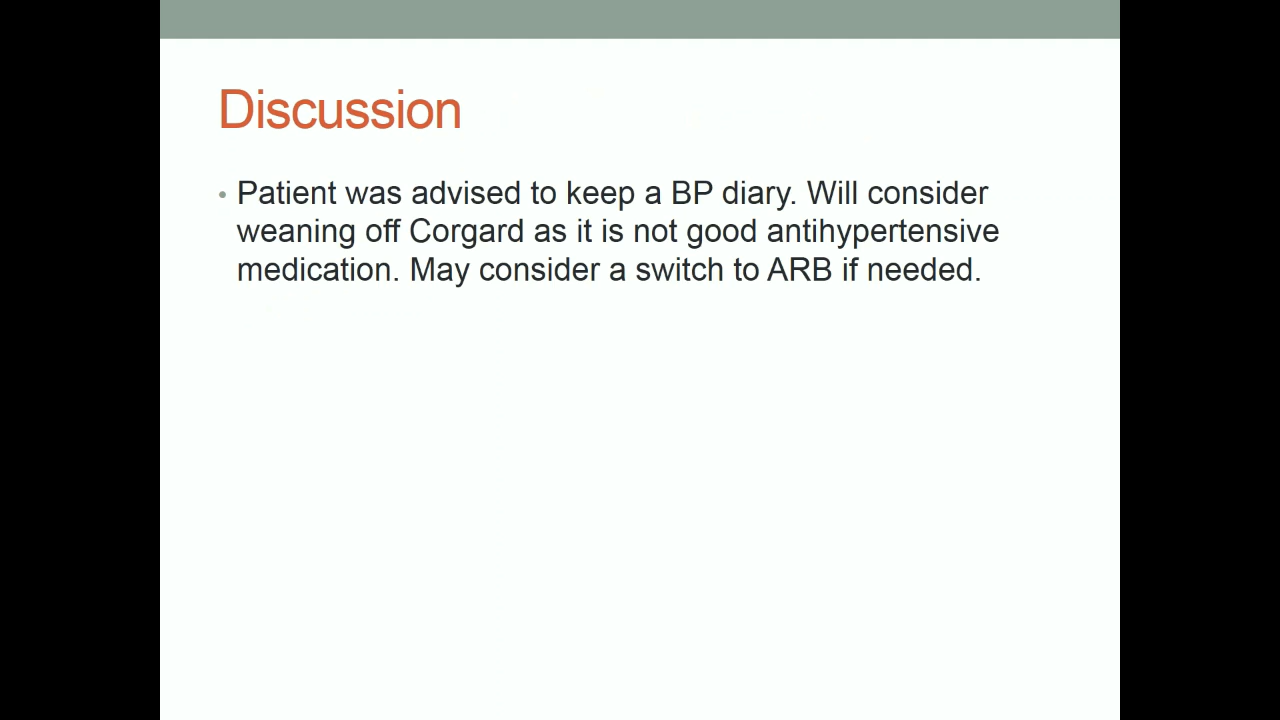 Discussion
• Patient was advised to keep a BP diary. Will consider
weaning off Corgard as it is not good antihypertensive
medication. May consider a switch to ARB if needed.